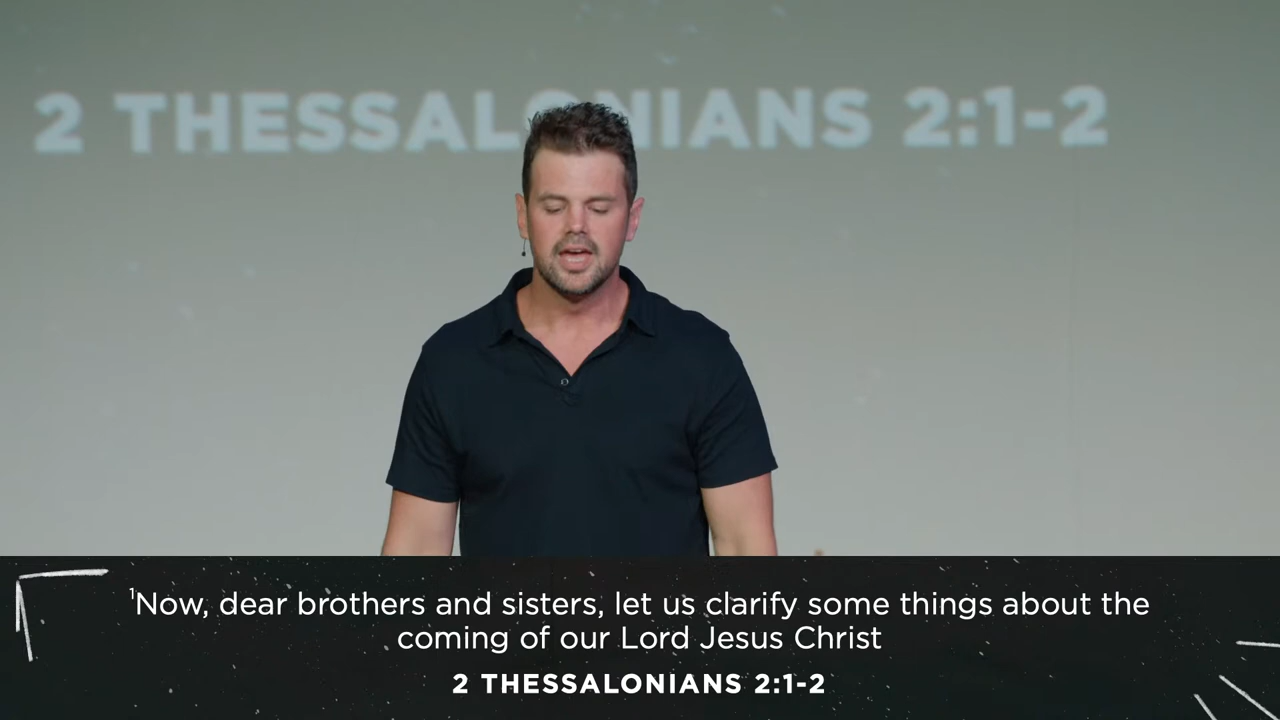 2 THESSALONIANS 2:1-2
¹Now, dear brothers and sisters, let us clarify some things about the
coming of our Lord Jesus Christ
2 THESSALONIANS 2:1-2